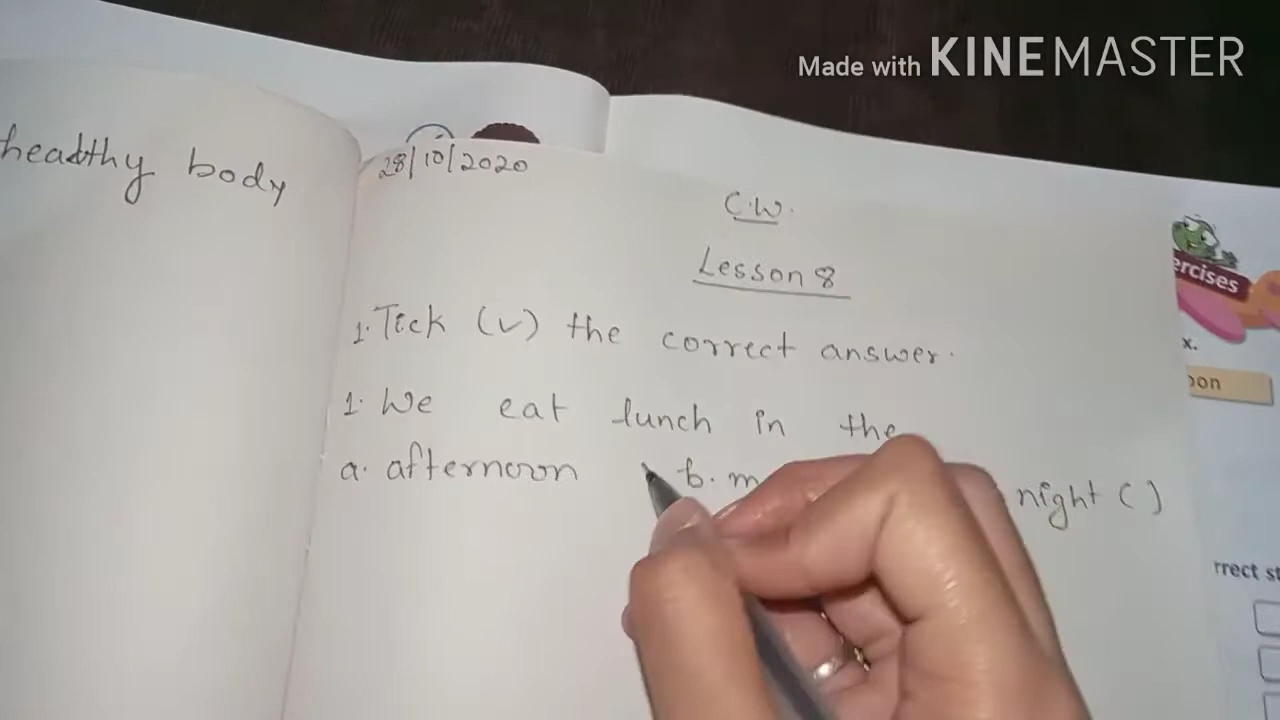 Made with KINEMASTER
healthy body
28/10/2020
C.W.
Lesson 8
1. Tick (✓) the correct answer.
1. We eat lunch in the
a. afternoon b. m night ( )
ercises
x.
oon
rrect st